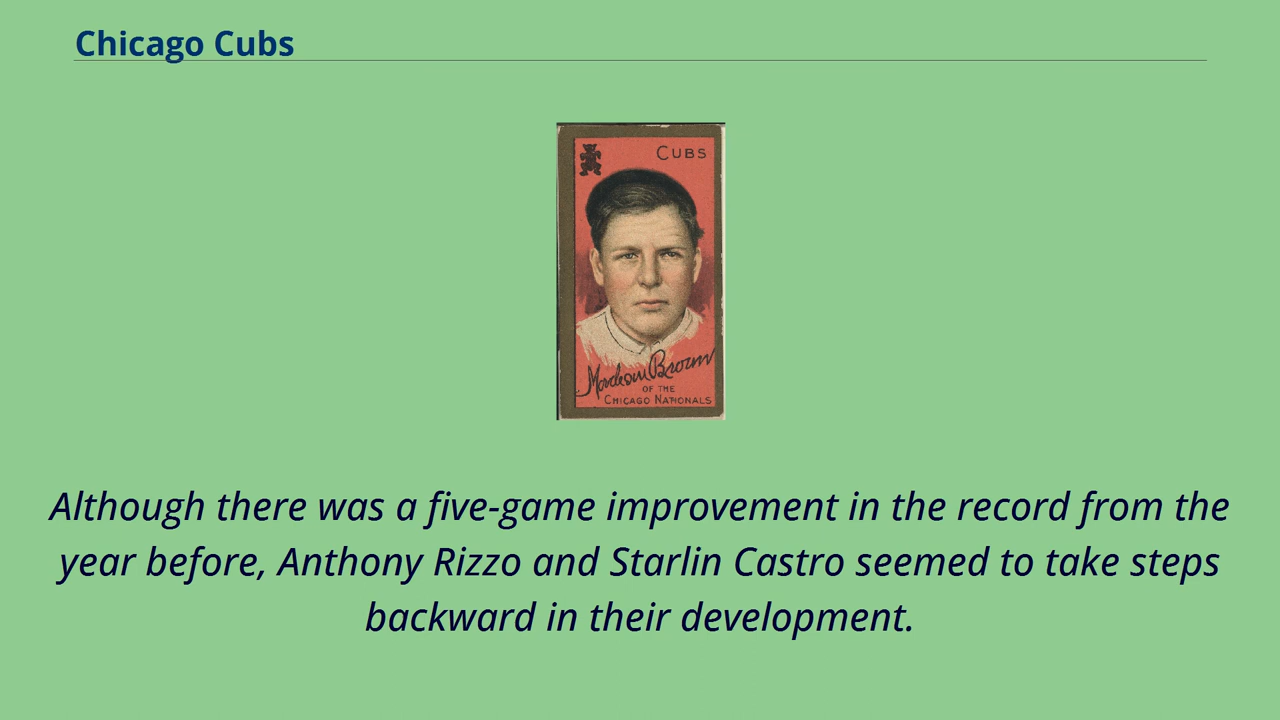 Chicago Cubs
CUBS
Mordecai Brown
OF THE
CHICAGO NATIONALS
Although there was a five-game improvement in the record from the
year before, Anthony Rizzo and Starlin Castro seemed to take steps
backward in their development.